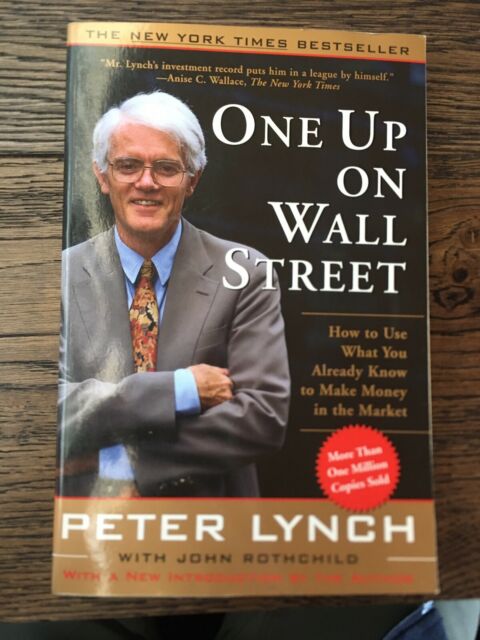 THE NEW YORK TIMES BESTSELLER
"Mr. Lynch's investment record puts him in a league by himself."
—Anise C. Wallace, The New York Times
ONE UP
ON
WALL
STREET
How to Use
What You
Already Know
to Make Money
in the Market
More Than
One Million
Copies Sold
PETER LYNCH
WITH JOHN ROTHCHILD
WITH A NEW INTRODUCTION BY THE AUTHOR